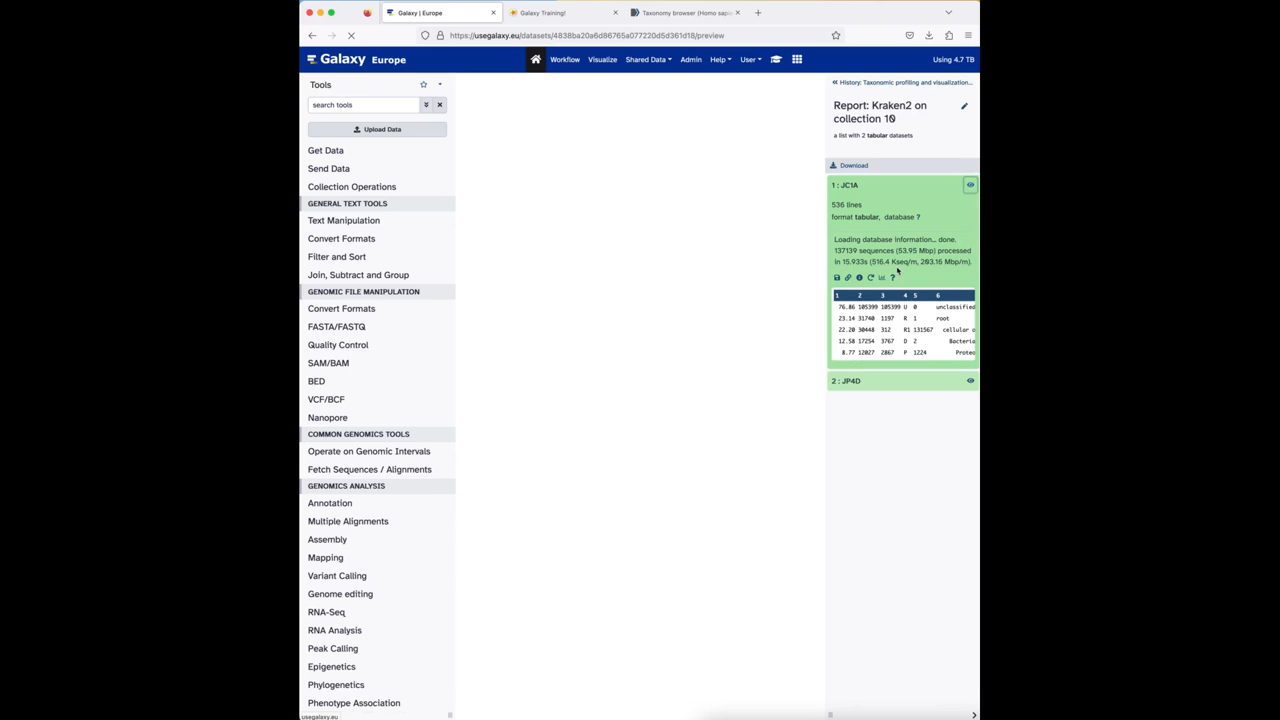 Galaxy | Europe
Galaxy Training!
Taxonomy browser (Homo sapi
https://usegalaxy.eu/datasets/4838ba20a6d86765a077220d5d361d18/preview
Galaxy Europe
Workflow Visualize Shared Data Admin Help User
Using 4.7 TB
Tools
search tools
Upload Data
Get Data
Send Data
Collection Operations
GENERAL TEXT TOOLS
Text Manipulation
Convert Formats
Filter and Sort
Join, Subtract and Group
GENOMIC FILE MANIPULATION
Convert Formats
FASTA/FASTQ
Quality Control
SAM/BAM
BED
VCF/BCF
Nanopore
COMMON GENOMICS TOOLS
Operate on Genomic Intervals
Fetch Sequences / Alignments
GENOMICS ANALYSIS
Annotation
Multiple Alignments
Assembly
Mapping
Variant Calling
Genome editing
RNA-Seq
RNA Analysis
Peak Calling
Epigenetics
Phylogenetics
Phenotype Association
usegalaxy.eu
History: Taxonomic profiling and visualization...
Report: Kraken2 on
collection 10
a list with 2 tabular datasets
Download
1 : JC1A
536 lines
format tabular, database ?
Loading database information... done.
137139 sequences (53.95 Mbp) processed
in 15.933s (516.4 Kseq/m, 203.16 Mbp/m).
1 2 3 4 5 6
76.86 105399 105399 U 0 unclassified
23.14 31740 1197 R 1 root
22.20 30448 312 R1 131567 cellular o
12.58 17254 3767 D 2 Bacteria
8.77 12027 2867 P 1224 Proteo
2 : JP4D